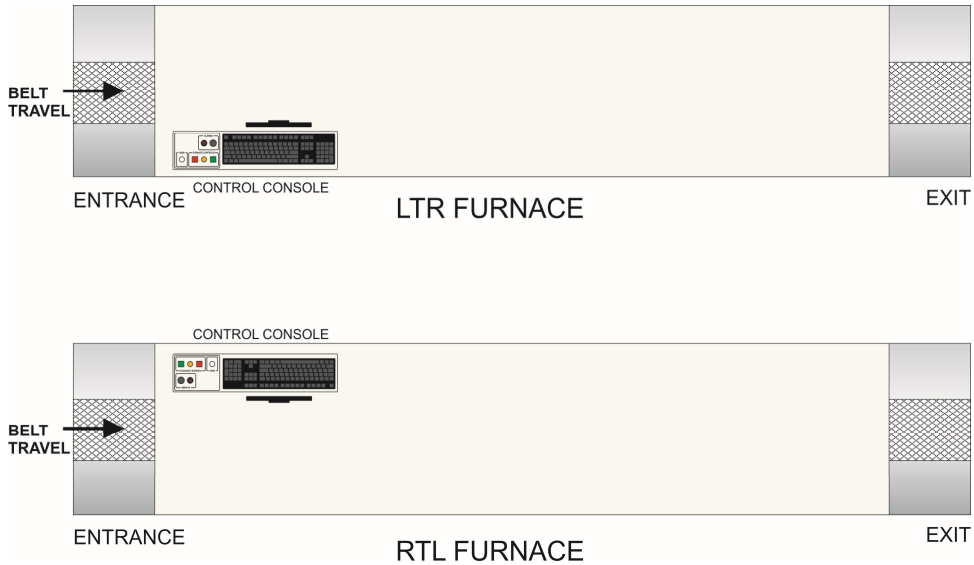 BELT
TRAVEL
ENTRANCE
CONTROL CONSOLE
LTR FURNACE
EXIT
CONTROL CONSOLE
BELT
TRAVEL
ENTRANCE
RTL FURNACE
EXIT